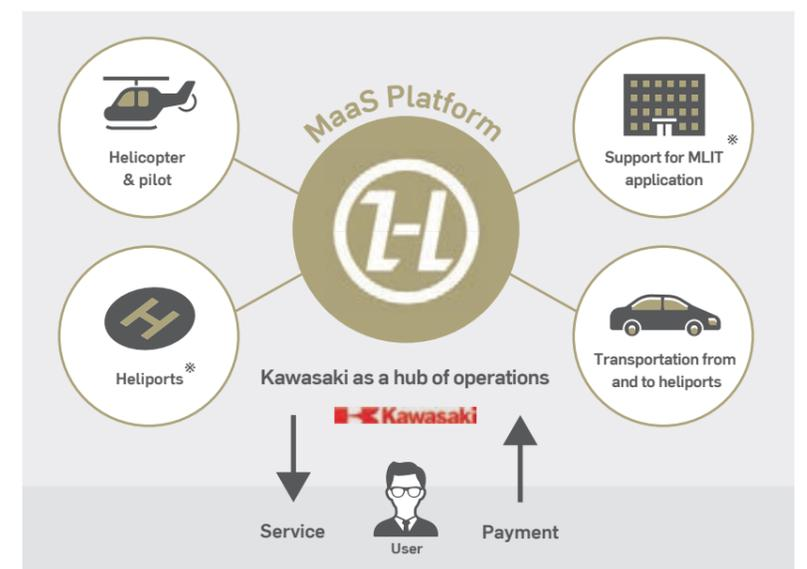 MaaS Platform
Helicopter
& pilot
Support for MLIT ※
application
H
Heliports※
Transportation from
and to heliports
Kawasaki as a hub of operations
Kawasaki
Service
User
Payment